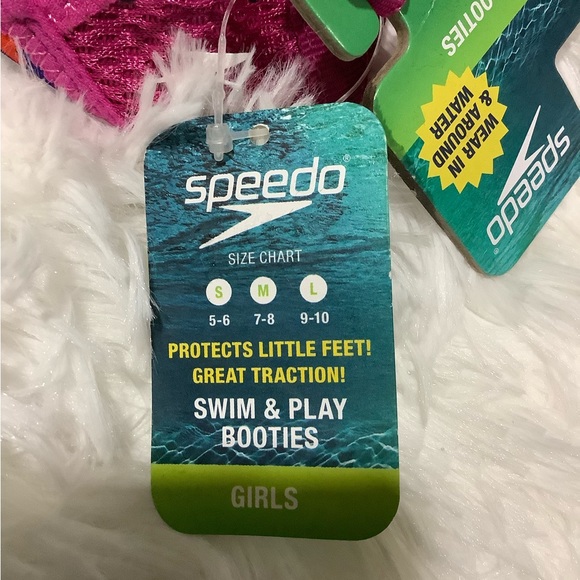 speedo®
SIZE CHART
S M L
5-6 7-8 9-10
PROTECTS LITTLE FEET!
GREAT TRACTION!
SWIM & PLAY
BOOTIES
GIRLS
BOOTIES
WEAR IN
& AROUND
WATER
speedo